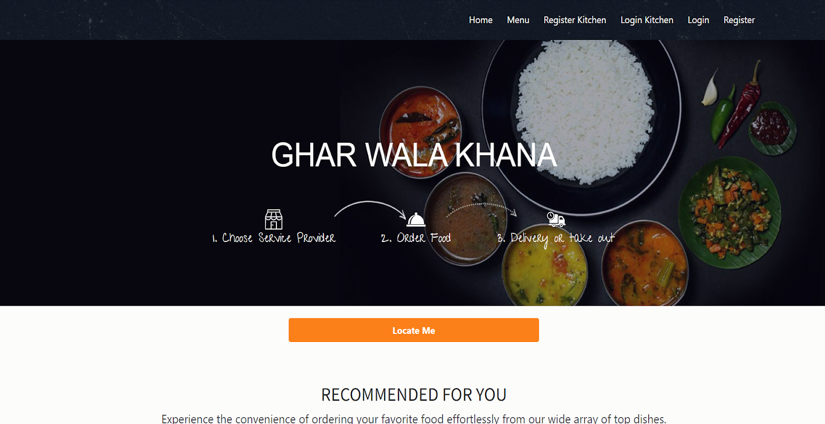 Home Menu Register Kitchen Login Kitchen Login Register
GHAR WALA KHANA
1. Choose Service Provider 2. Order Food 3. Delivery or take out
Locate Me
RECOMMENDED FOR YOU
Experience the convenience of ordering your favorite food effortlessly from our wide array of top dishes.